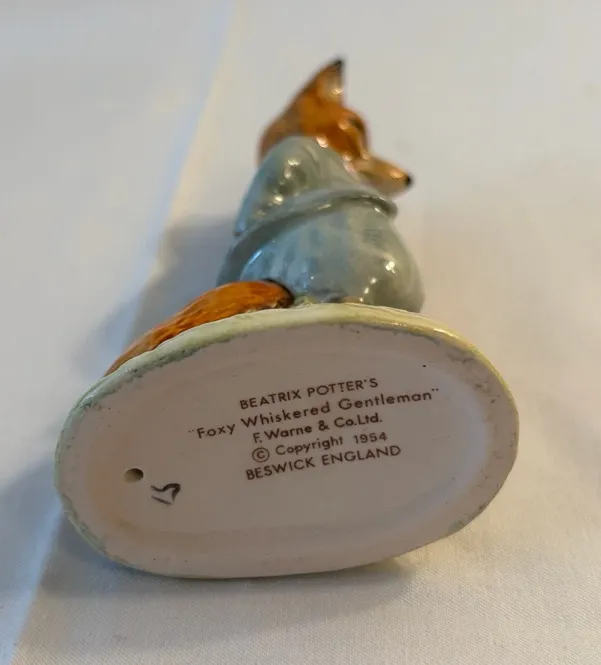 BEATRIX POTTER'S
"Foxy Whiskered Gentleman"
F. Warne & Co. Ltd.
© Copyright 1954
BESWICK ENGLAND